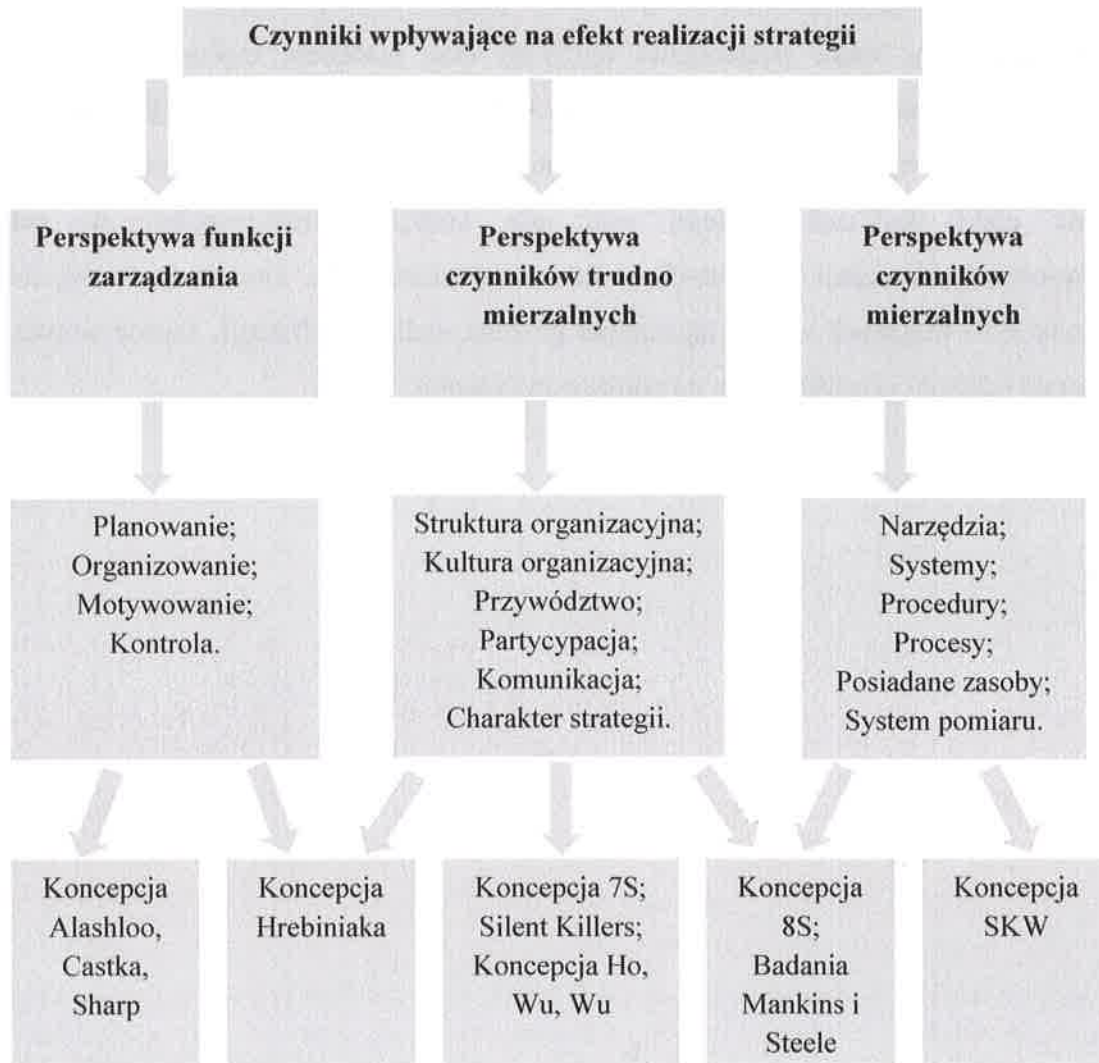 Czynniki wpływające na efekt realizacji strategii
Perspektywa funkcji
zarządzania
Perspektywa
czynników trudno
mierzalnych
Perspektywa
czynników
mierzalnych
Planowanie;
Organizowanie;
Motywowanie;
Kontrola.
Struktura organizacyjna;
Kultura organizacyjna;
Przywództwo;
Partycypacja;
Komunikacja;
Charakter strategii.
Narzędzia;
Systemy;
Procedury;
Procesy;
Posiadane zasoby;
System pomiaru.
Koncepcja
Alashloo,
Castka,
Sharp
Koncepcja
Hrebiniaka
Koncepcja 7S;
Silent Killers;
Koncepcja Ho,
Wu, Wu
Koncepcja
8S;
Badania
Mankins i
Steele
Koncepcja
SKW